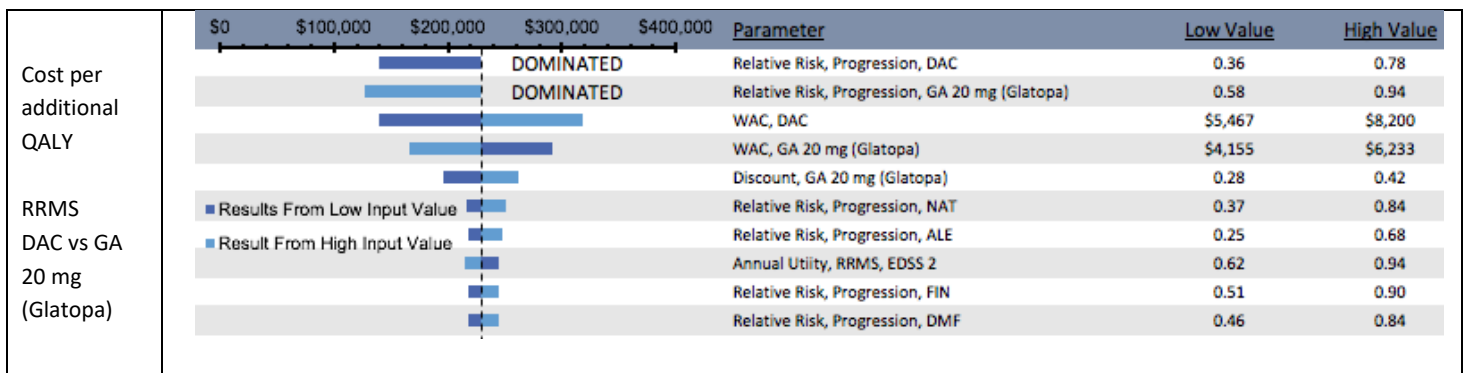 Cost per
additional
QALY
RRMS
DAC vs GA
20 mg
(Glatopa)
$0 $100,000 $200,000 $300,000 $400,000 Parameter Low Value High Value
DOMINATED Relative Risk, Progression, DAC 0.36 0.78
DOMINATED Relative Risk, Progression, GA 20 mg (Glatopa) 0.58 0.94
WAC, DAC $5,467 $8,200
WAC, GA 20 mg (Glatopa) $4,155 $6,233
Discount, GA 20 mg (Glatopa) 0.28 0.42
Results From Low Input Value Relative Risk, Progression, NAT 0.37 0.84
Result From High Input Value Relative Risk, Progression, ALE 0.25 0.68
Annual Utiity, RRMS, EDSS 2 0.62 0.94
Relative Risk, Progression, FIN 0.51 0.90
Relative Risk, Progression, DMF 0.46 0.84